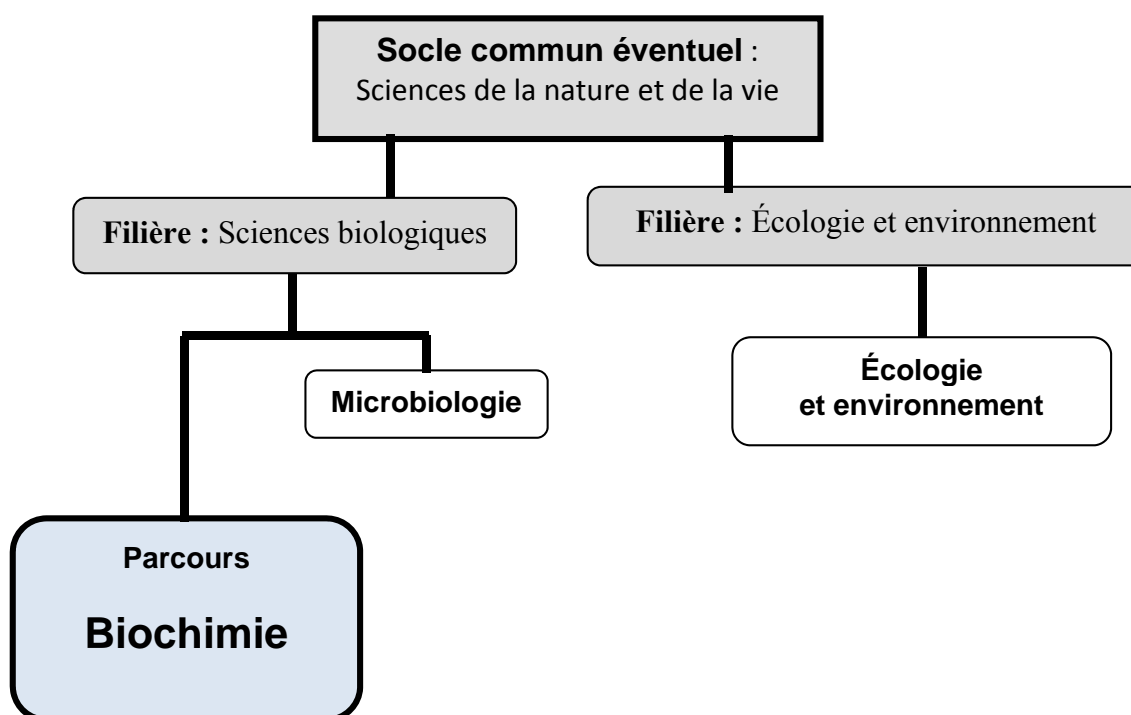 Socle commun éventuel :
Sciences de la nature et de la vie
Filière : Sciences biologiques
Filière : Écologie et environnement
Microbiologie
Écologie
et environnement
Parcours
Biochimie